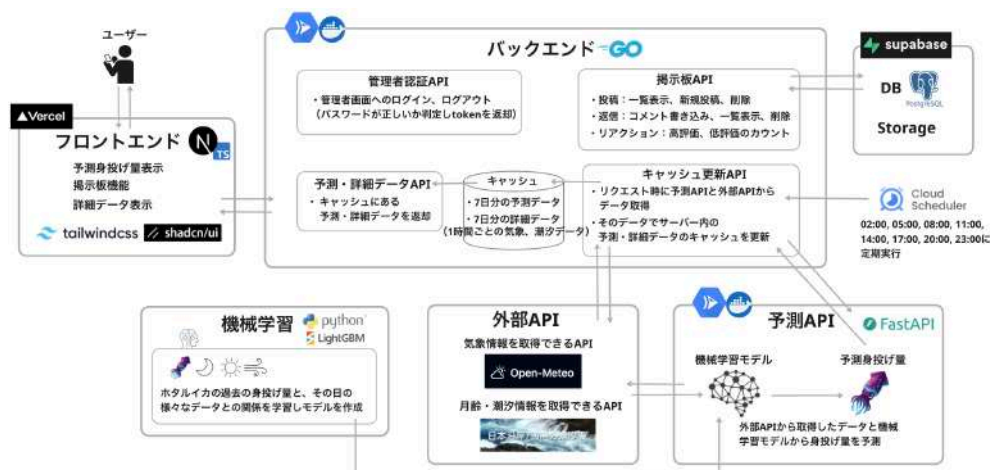 ユーザー
Vercel
フロントエンド
TS
予測身投げ量表示
掲示板機能
詳細データ表示
tailwindcss
shadcn/ui
バックエンド
GO
管理者認証API
・管理者画面へのログイン、ログアウト
（パスワードが正しいか判定しtokenを返却）
掲示板API
・投稿：一覧表示、新規投稿、削除
・返信：コメント書き込み、一覧表示、削除
・リアクション：高評価、低評価のカウント
予測・詳細データAPI
・キャッシュにある
予測・詳細データを返却
キャッシュ
・7日分の予測データ
・7日分の詳細データ
（1時間ごとの気象、潮汐データ）
キャッシュ更新API
・リクエスト時に予測APIと外部APIから
データ取得
・そのデータでサーバー内の
予測・詳細データのキャッシュを更新
supabase
DB
PostgreSQL
Storage
Cloud
Scheduler
02:00, 05:00, 08:00, 11:00,
14:00, 17:00, 20:00, 23:00に
定期実行
機械学習
python
LightGBM
ホタルイカの過去の身投げ量と、その日の
様々なデータとの関係を学習しモデルを作成
外部API
気象情報を取得できるAPI
Open-Meteo
月齢・潮汐情報を取得できるAPI
予測API
FastAPI
機械学習モデル
予測身投げ量
外部APIから取得したデータと機械
学習モデルから身投げ量を予測